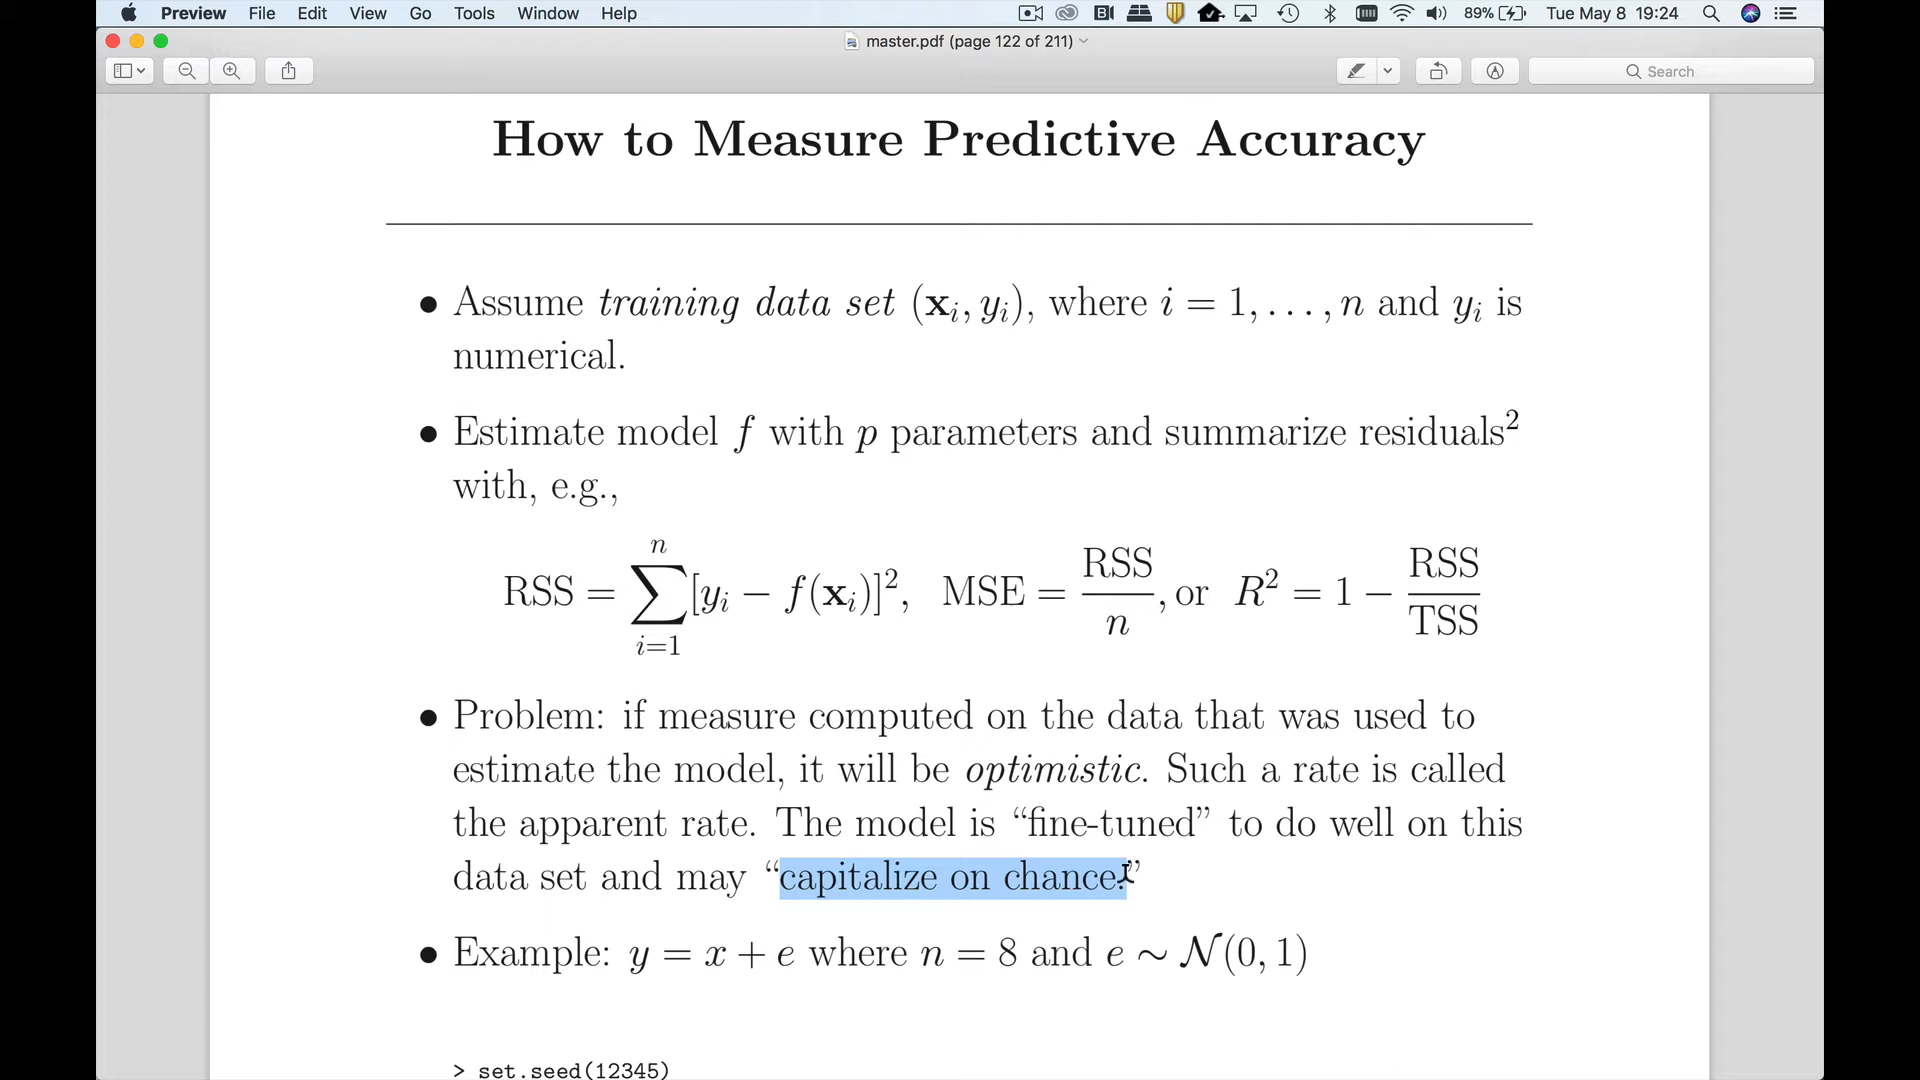 Preview File Edit View Go Tools Window Help 89% Tue May 8 19:24
master.pdf (page 122 of 211)
Search
How to Measure Predictive Accuracy
• Assume training data set (𝐱ᵢ, yᵢ), where i = 1, . . . , n and yᵢ is
numerical.
• Estimate model f with p parameters and summarize residuals²
with, e.g.,
RSS = ∑ᵢ₌₁ⁿ [yᵢ − f(𝐱ᵢ)]², MSE = RSS/n, or R² = 1 − RSS/TSS
• Problem: if measure computed on the data that was used to
estimate the model, it will be optimistic. Such a rate is called
the apparent rate. The model is “fine-tuned” to do well on this
data set and may “capitalize on chance.”
• Example: y = x + e where n = 8 and e ∼ 𝒩(0, 1)
> set.seed(12345)